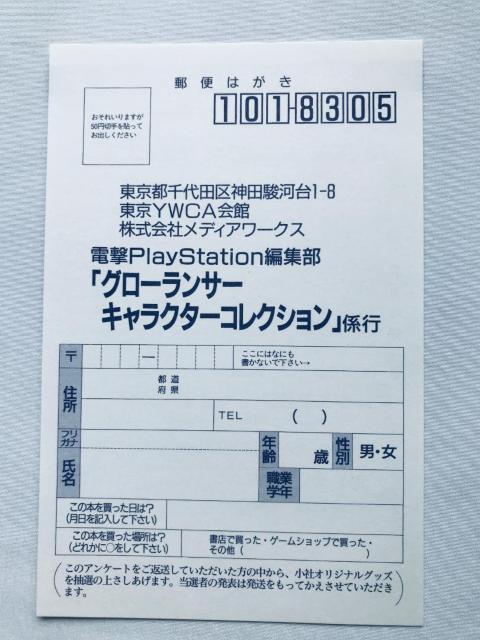 郵便はがき
101-8305
おそれいりますが
50円切手を貼って
お出しください
東京都千代田区神田駿河台1-8
東京YWCA会館
株式会社メディアワークス
電撃PlayStation編集部
「グローランサー
キャラクターコレクション」係行
〒 —
ここにはなにも
書かないで下さい→
住所
都 道
府 県
TEL ( )
フリガナ
氏名
年齢 歳 性別 男・女
職業
学年
この本を買った日は?
(月日を記入して下さい)
この本を買った場所は?
(どれかに○をして下さい)
書店で買った・ゲームショップで買った・
その他 ( )
このアンケートをご返送していただいた方の中から、小社オリジナルグッズ
を抽選の上さしあげます。当選者の発表は発送をもってかえさせていただき
ます。